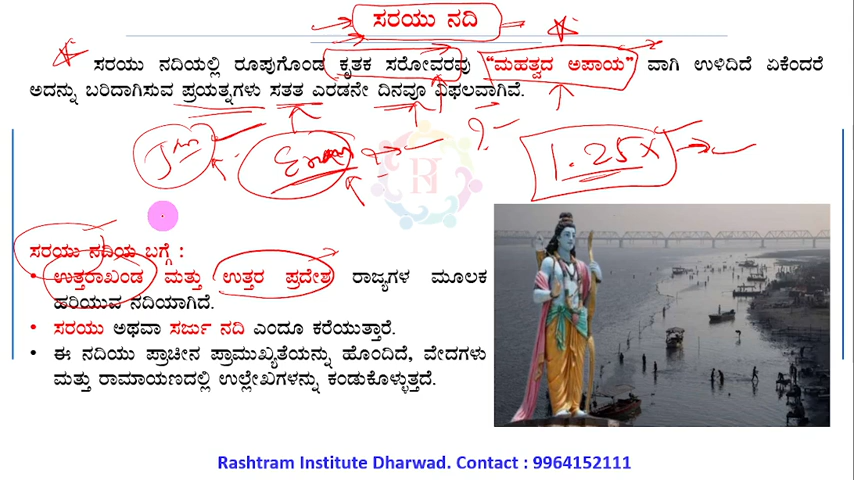 ಸರಯು ನದಿ
ಸರಯು ನದಿಯಲ್ಲಿ ರೂಪುಗೊಂಡ ಕೃತಕ ಸರೋವರವು “ಮಹತ್ವದ ಅಪಾಯ” ವಾಗಿ ಉಳಿದಿದೆ ಏಕೆಂದರೆ
ಅದನ್ನು ಬರಿದಾಗಿಸುವ ಪ್ರಯತ್ನಗಳು ಸತತ ಎರಡನೇ ದಿನವೂ ವಿಫಲವಾಗಿವೆ.
1.25x
ಸರಯು ನದಿಯ ಬಗ್ಗೆ :
• ಉತ್ತರಾಖಂಡ ಮತ್ತು ಉತ್ತರ ಪ್ರದೇಶ ರಾಜ್ಯಗಳ ಮೂಲಕ
ಹರಿಯುವ ನದಿಯಾಗಿದೆ.
• ಸರಯು ಅಥವಾ ಸರ್ಜು ನದಿ ಎಂದೂ ಕರೆಯುತ್ತಾರೆ.
• ಈ ನದಿಯು ಪ್ರಾಚೀನ ಪ್ರಾಮುಖ್ಯತೆಯನ್ನು ಹೊಂದಿದೆ, ವೇದಗಳು
ಮತ್ತು ರಾಮಾಯಣದಲ್ಲಿ ಉಲ್ಲೇಖಗಳನ್ನು ಕಂಡುಕೊಳ್ಳುತ್ತದೆ.
Rashtram Institute Dharwad. Contact : 9964152111